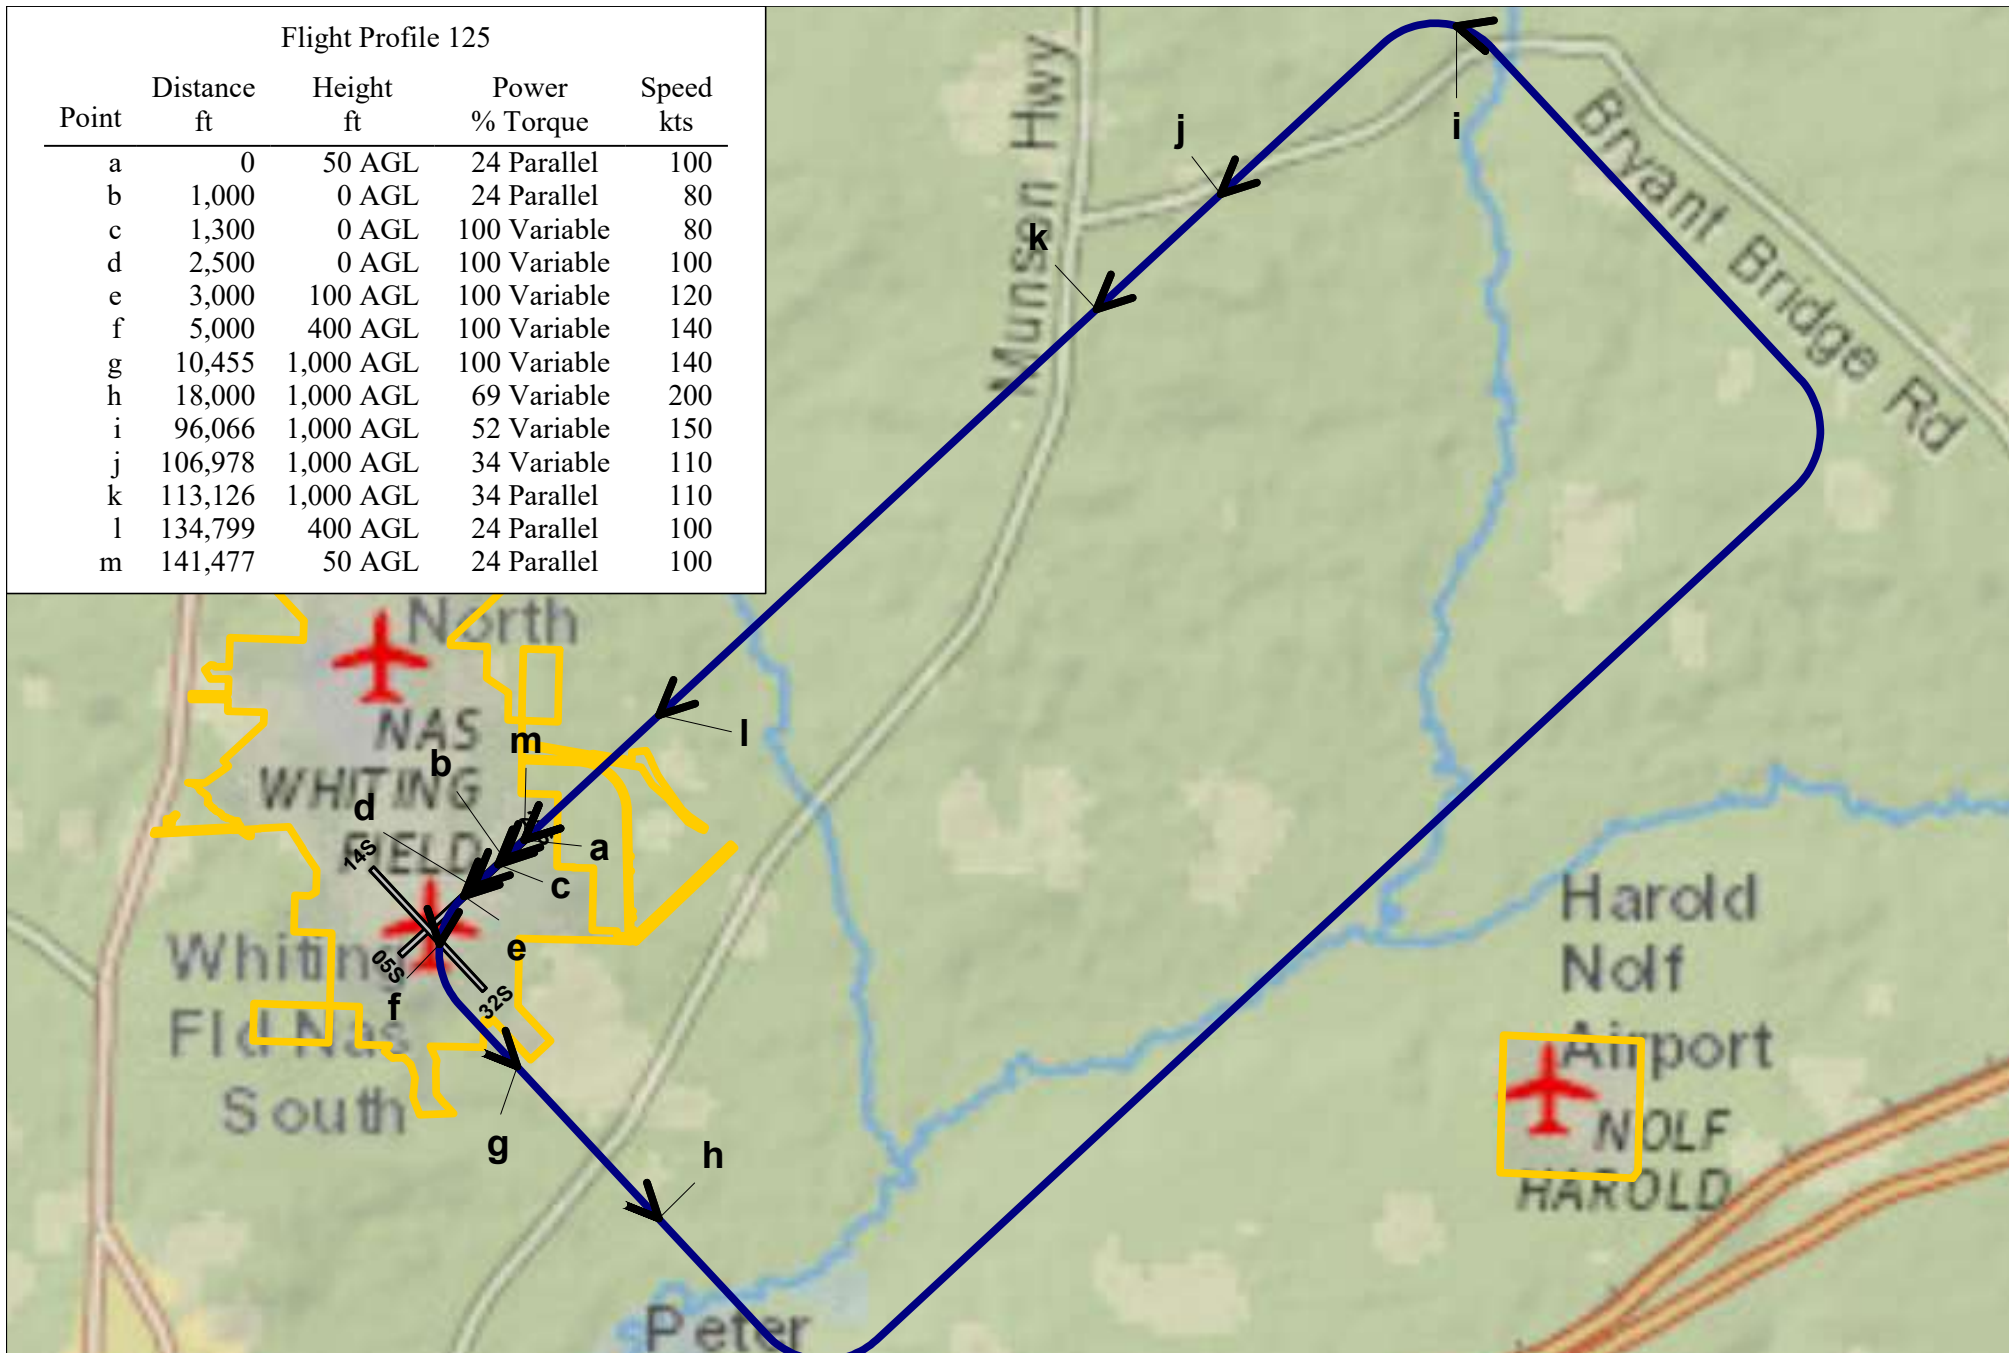 Flight Profile 125
Distance Height Power Speed
Point ft ft % Torque kts
a 0 50 AGL 24 Parallel 100
b 1,000 0 AGL 24 Parallel 80
c 1,300 0 AGL 100 Variable 80
d 2,500 0 AGL 100 Variable 100
e 3,000 100 AGL 100 Variable 120
f 5,000 400 AGL 100 Variable 140
g 10,455 1,000 AGL 100 Variable 140
h 18,000 1,000 AGL 69 Variable 200
i 96,066 1,000 AGL 52 Variable 150
j 106,978 1,000 AGL 34 Variable 110
k 113,126 1,000 AGL 34 Parallel 110
l 134,799 400 AGL 24 Parallel 100
m 141,477 50 AGL 24 Parallel 100
Munson Hwy
Bryant Bridge Rd
i
j
k
North
NAS
WHITING
FIELD
l
m
b
d
a
c
14S
05S
32S
e
f
Whiting
Fld Nas
South
g
h
Harold
Nolf
Airport
NOLF
HAROLD
Peter